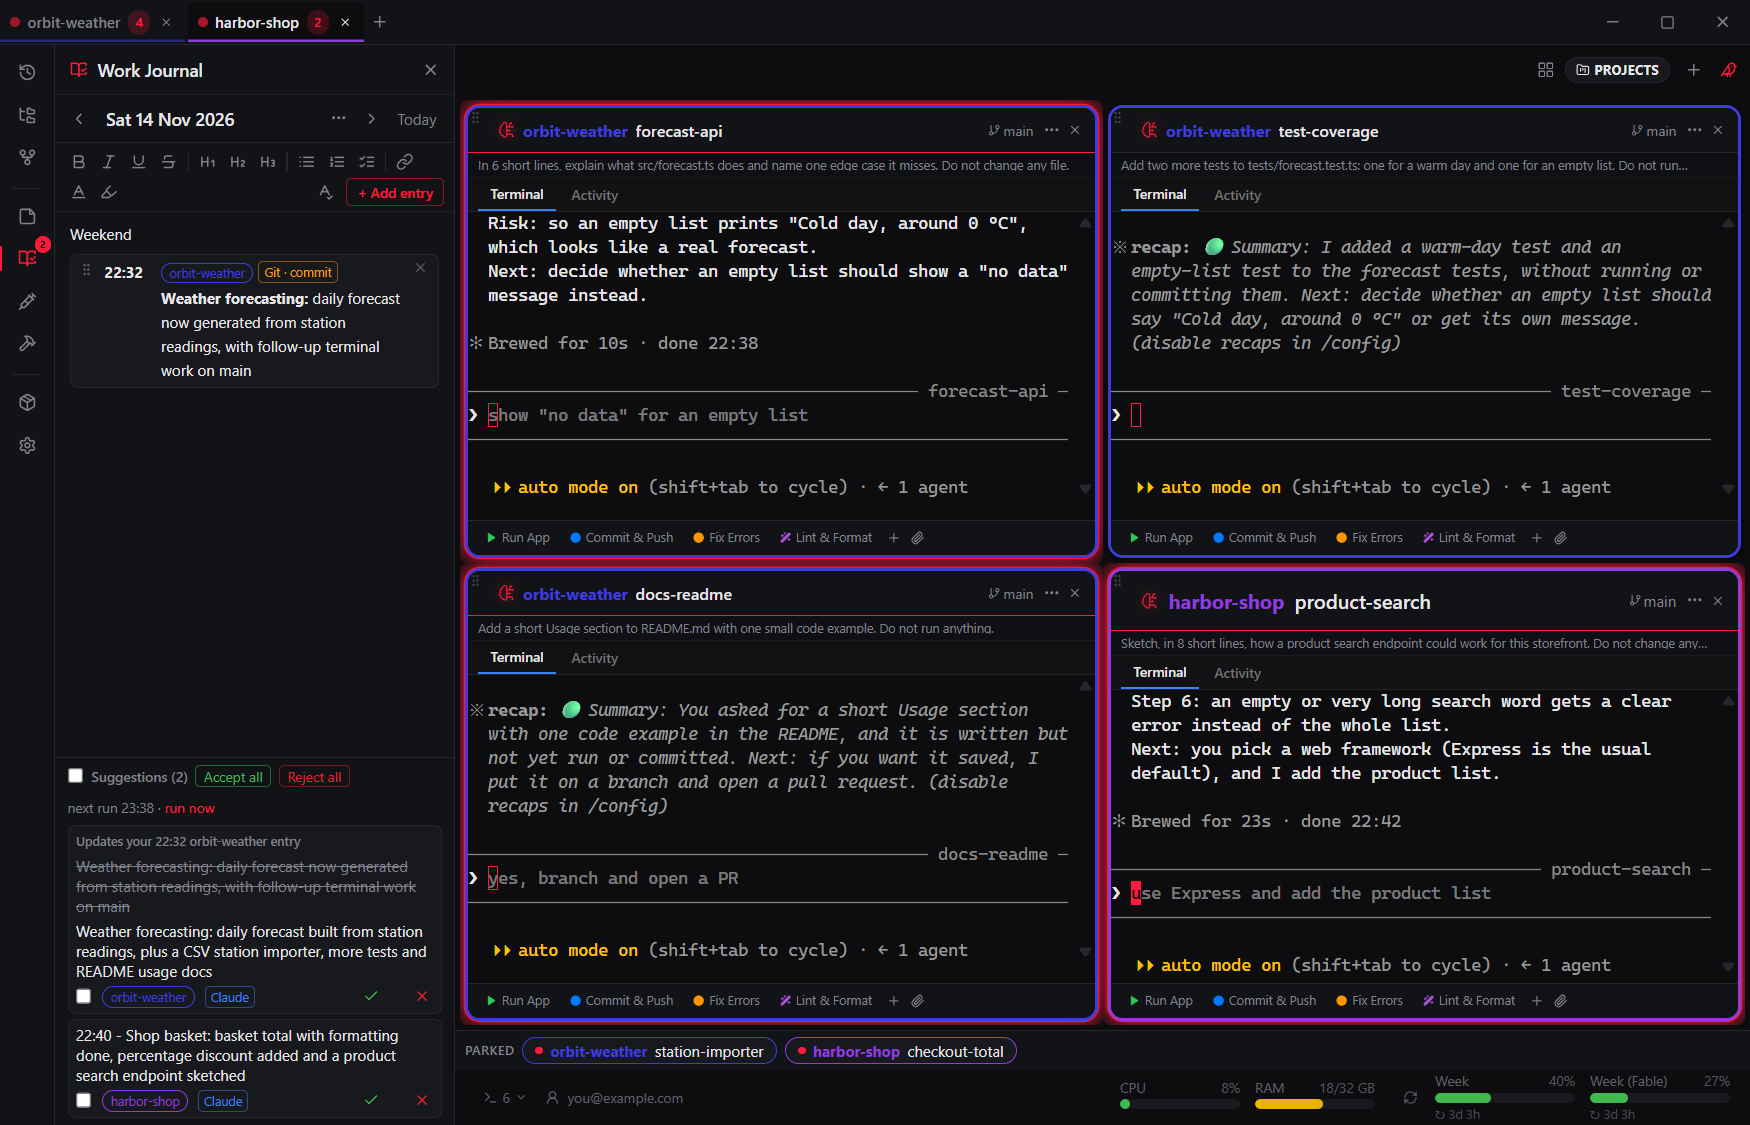 orbit-weather 4
harbor-shop 2
Work Journal
PROJECTS
Sat 14 Nov 2026
Today
B I U S H1 H2 H3
A
+ Add entry
Weekend
2
22:32 orbit-weather Git · commit
Weather forecasting: daily forecast
now generated from station
readings, with follow-up terminal
work on main
Suggestions (2) Accept all Reject all
next run 23:38 · run now
Updates your 22:32 orbit-weather entry
Weather forecasting: daily forecast now generated
from station readings, with follow-up terminal work
on main
Weather forecasting: daily forecast built from station
readings, plus a CSV station importer, more tests and
README usage docs
orbit-weather Claude
22:40 - Shop basket: basket total with formatting
done, percentage discount added and a product
search endpoint sketched
harbor-shop Claude
orbit-weather forecast-api main
In 6 short lines, explain what src/forecast.ts does and name one edge case it misses. Do not change any file.
Terminal Activity
Risk: so an empty list prints "Cold day, around 0 °C",
which looks like a real forecast.
Next: decide whether an empty list should show a "no data"
message instead.
Brewed for 10s · done 22:38
forecast-api
show "no data" for an empty list
auto mode on (shift+tab to cycle) · ← 1 agent
Run App Commit & Push Fix Errors Lint & Format
orbit-weather test-coverage main
Add two more tests to tests/forecast.test.ts: one for a warm day and one for an empty list. Do not run...
Terminal Activity
※ recap: Summary: I added a warm-day test and an
empty-list test to the forecast tests, without running or
committing them. Next: decide whether an empty list should
say "Cold day, around 0 °C" or get its own message.
(disable recaps in /config)
test-coverage
auto mode on (shift+tab to cycle) · ← 1 agent
Run App Commit & Push Fix Errors Lint & Format
orbit-weather docs-readme main
Add a short Usage section to README.md with one small code example. Do not run anything.
Terminal Activity
※ recap: Summary: You asked for a short Usage section
with one code example in the README, and it is written but
not yet run or committed. Next: if you want it saved, I
put it on a branch and open a pull request. (disable
recaps in /config)
docs-readme
yes, branch and open a PR
auto mode on (shift+tab to cycle) · ← 1 agent
Run App Commit & Push Fix Errors Lint & Format
harbor-shop product-search main
Sketch, in 8 short lines, how a product search endpoint could work for this storefront. Do not change any...
Terminal Activity
Step 6: an empty or very long search word gets a clear
error instead of the whole list.
Next: you pick a web framework (Express is the usual
default), and I add the product list.
Brewed for 23s · done 22:42
product-search
use Express and add the product list
auto mode on (shift+tab to cycle) · ← 1 agent
Run App Commit & Push Fix Errors Lint & Format
PARKED orbit-weather station-importer harbor-shop checkout-total
6 you@example.com
CPU 8% RAM 18/32 GB
Week 40% Week (Fable) 27%
3d 3h 3d 3h